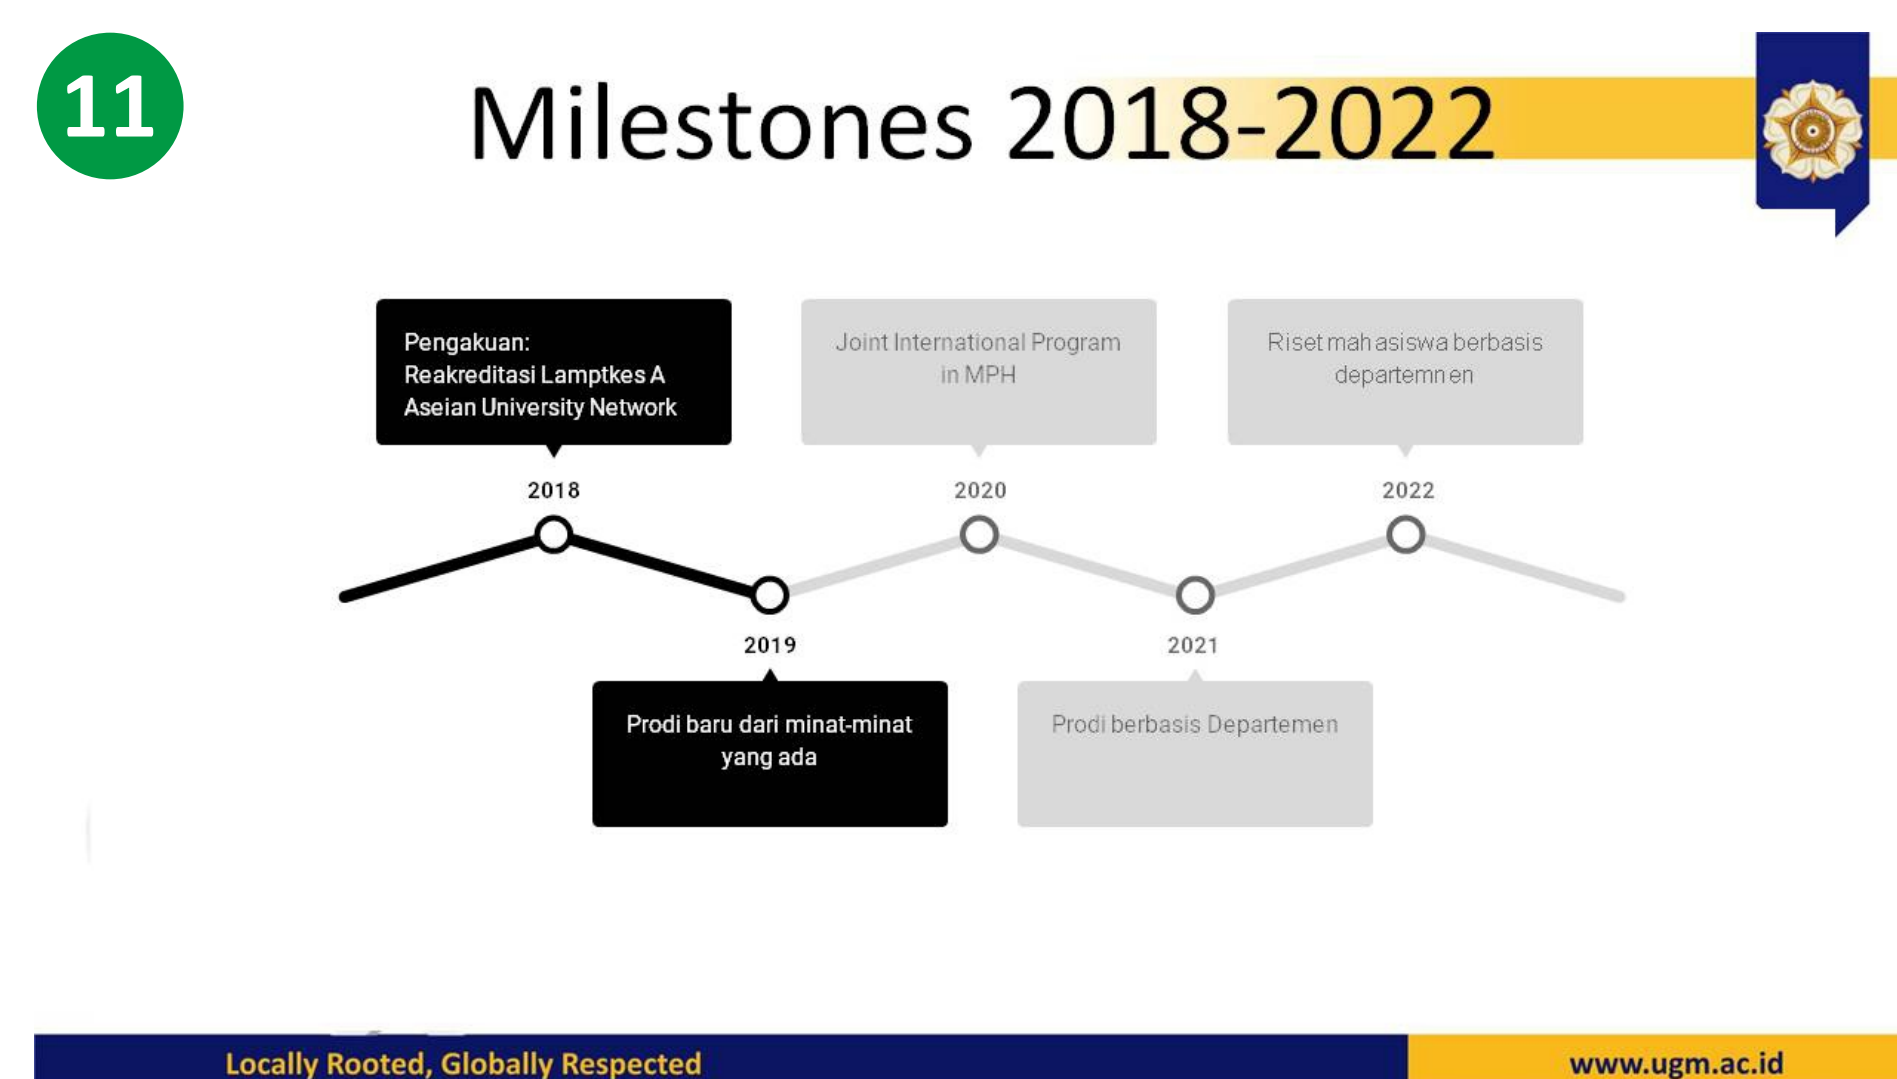 11
Milestones 2018-2022
Pengakuan:
Reakreditasi Lamptkes A
Aseian University Network
2018
2019
Prodi baru dari minat-minat
yang ada
Joint International Program
in MPH
2020
2021
Prodi berbasis Departemen
Riset mahasiswa berbasis
departemnen
2022
Locally Rooted, Globally Respected
www.ugm.ac.id